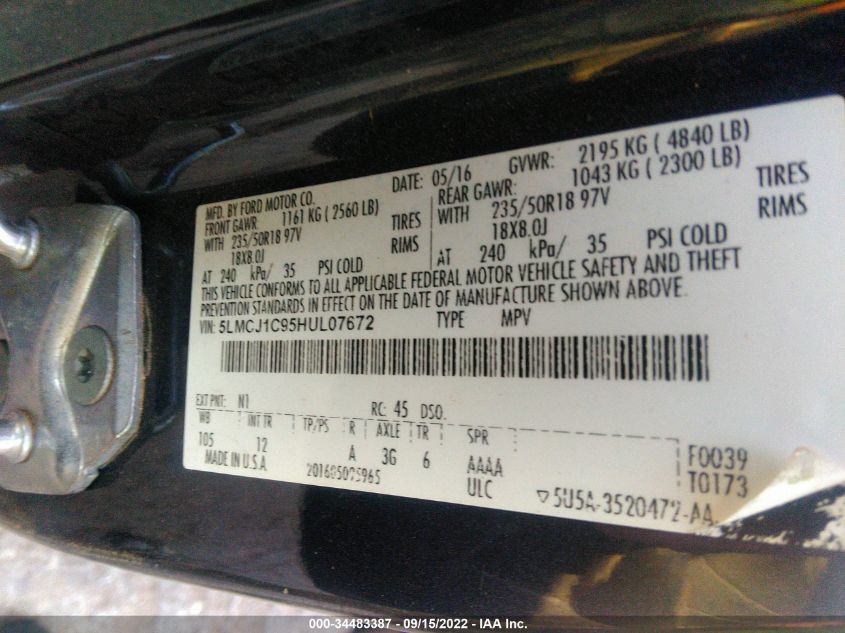 MFD. BY FORD MOTOR CO. DATE: 05/16 GVWR: 2195 KG ( 4840 LB)
FRONT GAWR: 1161 KG ( 2560 LB) REAR GAWR: 1043 KG ( 2300 LB)
WITH 235/50R18 97V TIRES WITH 235/50R18 97V TIRES
18X8.0J RIMS 18X8.0J RIMS
AT 240 kPa/ 35 PSI COLD AT 240 kPa/ 35 PSI COLD
THIS VEHICLE CONFORMS TO ALL APPLICABLE FEDERAL MOTOR VEHICLE SAFETY AND THEFT
PREVENTION STANDARDS IN EFFECT ON THE DATE OF MANUFACTURE SHOWN ABOVE.
VIN: 5LMCJ1C95HUL07672 TYPE MPV
EXT PNT: N1 RC: 45 DSO:
WB INT TR TP/PS R AXLE TR SPR
105 12 A 3G 6 AAAA
F0039
T0173
MADE IN U.S.A. ULC
▽5U5A-3520472-AA
000-34483387 - 09/15/2022 - IAA Inc.